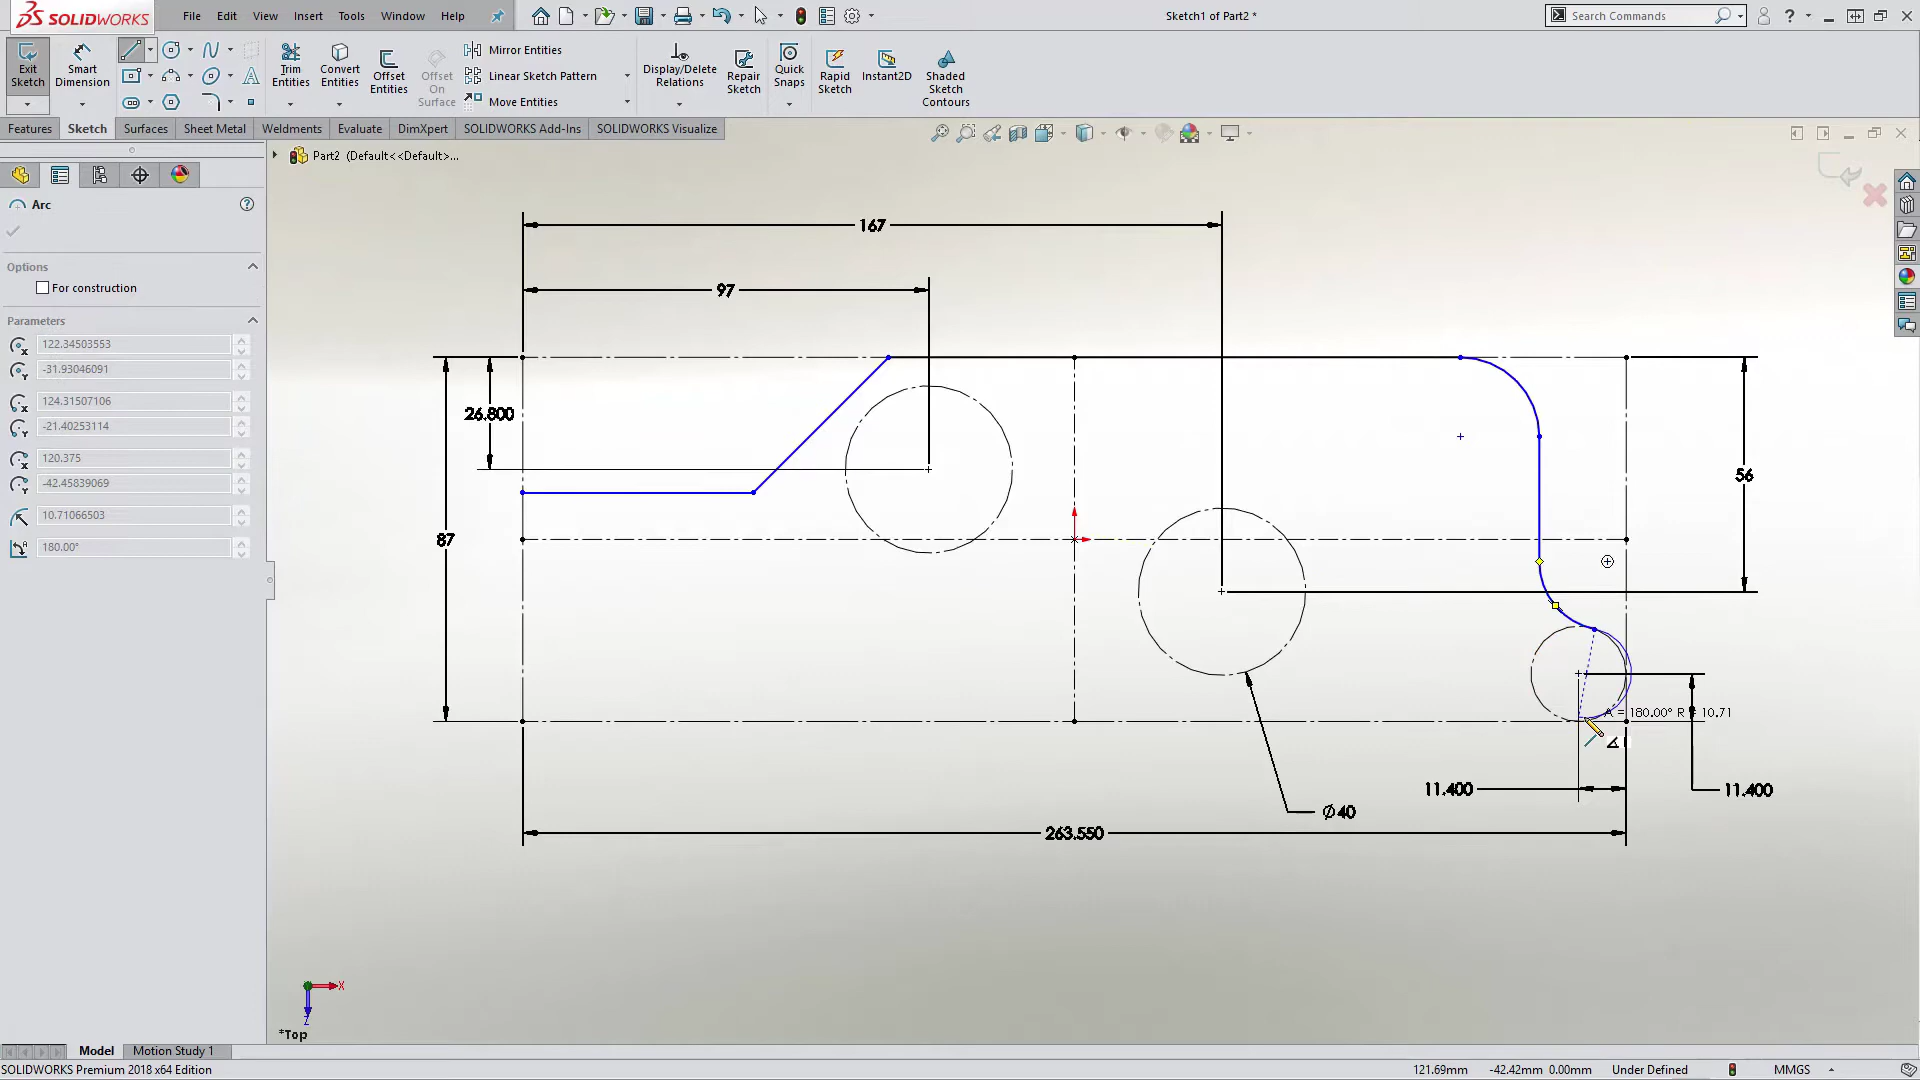 SOLIDWORKS
File Edit View Insert Tools Window Help
Sketch1 of Part2 *
Search Commands
Exit Sketch
Smart Dimension
Trim Entities
Convert Entities
Offset Entities
Offset On Surface
Mirror Entities
Linear Sketch Pattern
Move Entities
Display/Delete Relations
Repair Sketch
Quick Snaps
Rapid Sketch
Instant2D
Shaded Sketch Contours
Features Sketch Surfaces Sheet Metal Weldments Evaluate DimXpert SOLIDWORKS Add-Ins SOLIDWORKS Visualize
Part2 (Default<<Default>...
Arc
Options
For construction
Parameters
122.34503553
-31.93046091
124.31507106
-21.40253114
120.375
-42.45839069
10.71066503
180.00°
167
97
26.800
87
56
A = 180.00° R = 10.71
11.400
11.400
Ø40
263.550
X
Z
*Top
Model Motion Study 1
SOLIDWORKS Premium 2018 x64 Edition
121.69mm -42.42mm 0.00mm Under Defined MMGS